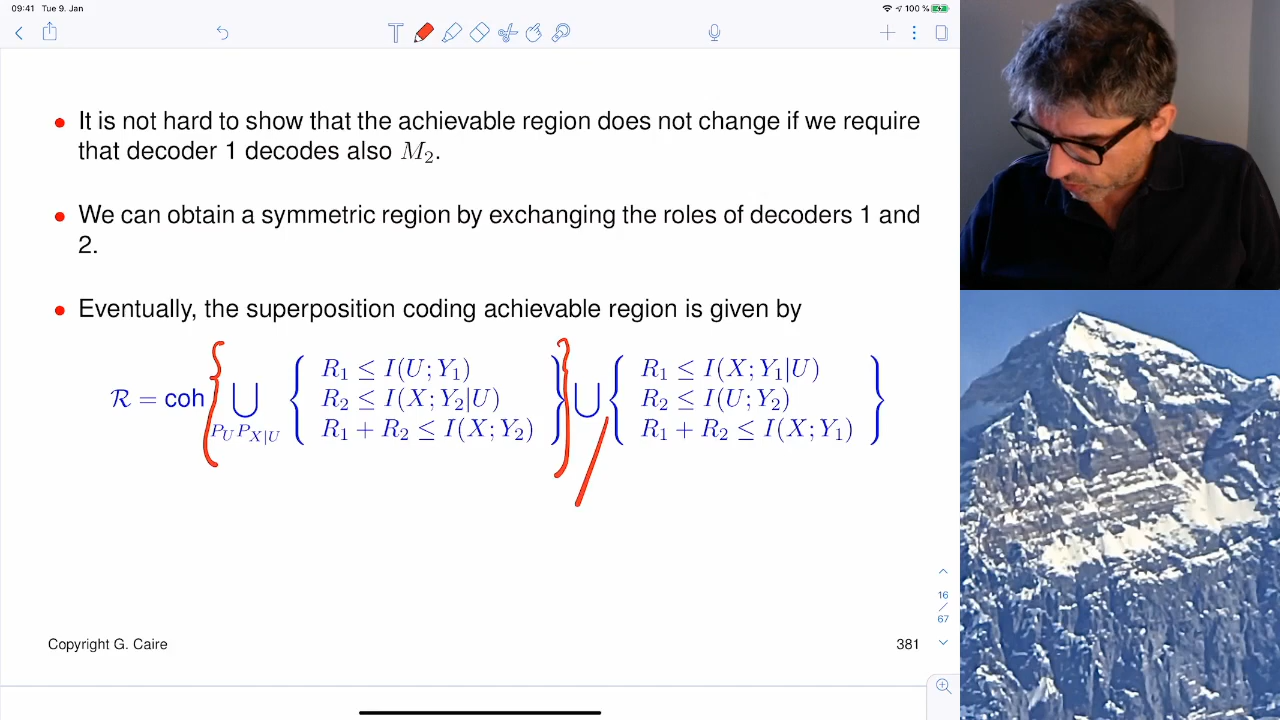 09:41 Tue 9. Jan
100 %
T
It is not hard to show that the achievable region does not change if we require
that decoder 1 decodes also M₂.
We can obtain a symmetric region by exchanging the roles of decoders 1 and
2.
Eventually, the superposition coding achievable region is given by
R₁ ≤ I(U; Y₁)
R₁ ≤ I(X; Y₁|U)
ℛ = coh { ⋃ { R₂ ≤ I(X; Y₂|U) } } ⋃ { R₂ ≤ I(U; Y₂) }
P_U P_{X|U}
R₁ + R₂ ≤ I(X; Y₂)
R₁ + R₂ ≤ I(X; Y₁)
16
/
67
Copyright G. Caire
381